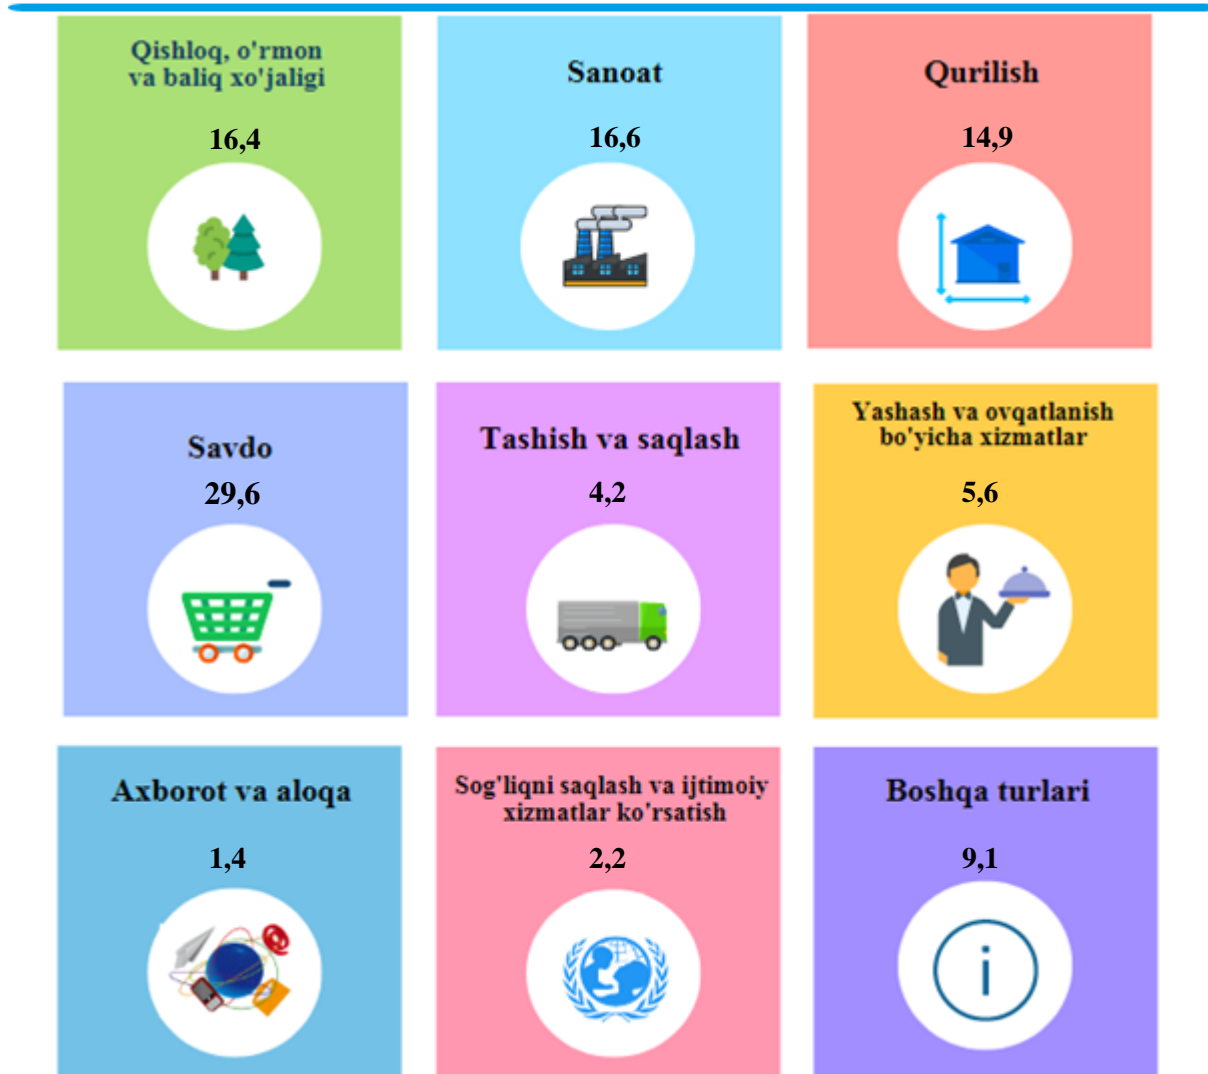 Qishloq, o'rmon
va baliq xo'jaligi
16,4
Sanoat
16,6
Qurilish
14,9
Savdo
29,6
Tashish va saqlash
4,2
Yashash va ovqatlanish
bo'yicha xizmatlar
5,6
Axborot va aloqa
1,4
Sog'liqni saqlash va ijtimoiy
xizmatlar ko'rsatish
2,2
Boshqa turlari
9,1
i